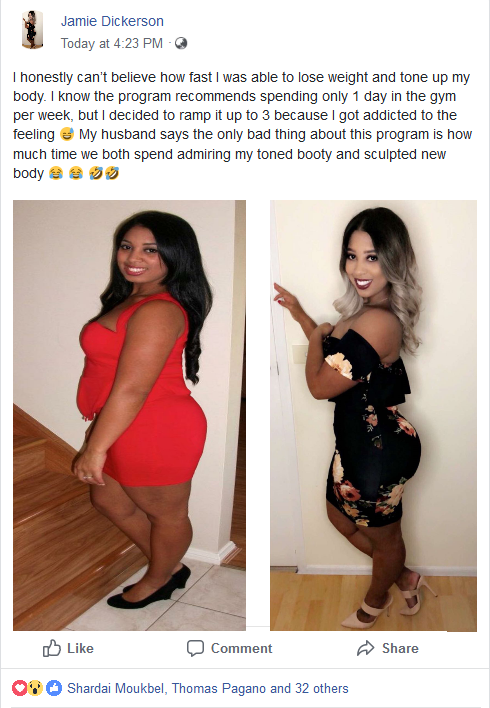 Jamie Dickerson
Today at 4:23 PM ·
I honestly can't believe how fast I was able to lose weight and tone up my
body. I know the program recommends spending only 1 day in the gym
per week, but I decided to ramp it up to 3 because I got addicted to the
feeling 😅 My husband says the only bad thing about this program is how
much time we both spend admiring my toned booty and sculpted new
body 😂 😂 🤣🤣
Like Comment Share
Shardai Moukbel, Thomas Pagano and 32 others